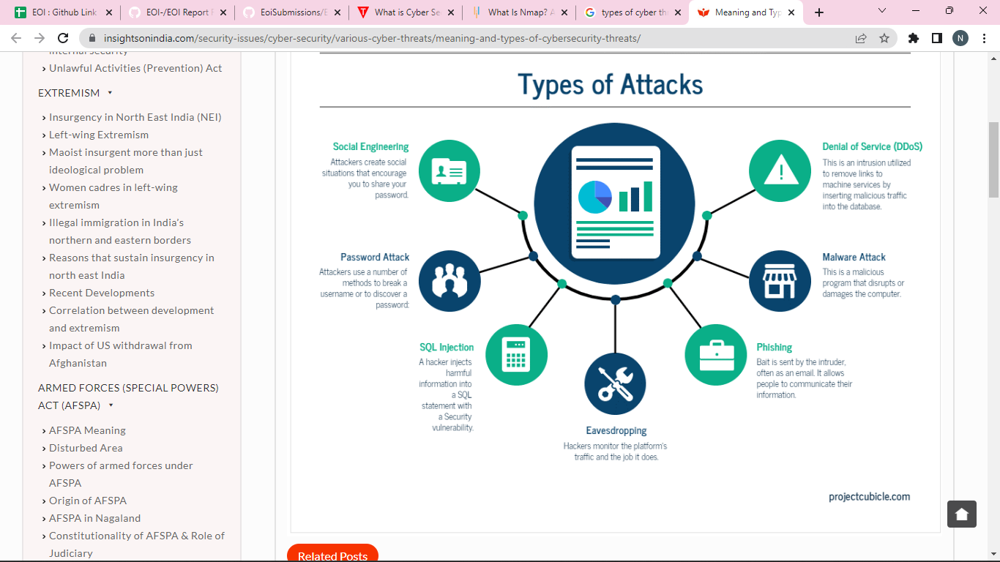 EOI : Github Link
EOI-/EOI Report F
EoiSubmissions/E
What is Cyber Se
What Is Nmap? A
types of cyber th
Meaning and Typ
insightsonindia.com/security-issues/cyber-security/various-cyber-threats/meaning-and-types-of-cybersecurity-threats/
N
internal security
Unlawful Activities (Prevention) Act
EXTREMISM
Insurgency in North East India (NEI)
Left-wing Extremism
Maoist insurgent more than just
ideological problem
Women cadres in left-wing
extremism
Illegal immigration in India's
northern and eastern borders
Reasons that sustain insurgency in
north east India
Recent Developments
Correlation between development
and extremism
Impact of US withdrawal from
Afghanistan
ARMED FORCES (SPECIAL POWERS)
ACT (AFSPA)
AFSPA Meaning
Disturbed Area
Powers of armed forces under
AFSPA
Origin of AFSPA
AFSPA in Nagaland
Constitutionality of AFSPA & Role of
Judiciary
Types of Attacks
Social Engineering
Attackers create social
situations that encourage
you to share your
password.
Password Attack
Attackers use a number of
methods to break a
username or to discover a
password:
SQL Injection
A hacker injects
harmful
information into
a SQL
statement with
a Security
vulnerability.
Eavesdropping
Hackers monitor the platform's
traffic and the job it does.
Phishing
Bait is sent by the intruder,
often as an email. It allows
people to communicate their
information.
Malware Attack
This is a malicious
program that disrupts or
damages the computer.
Denial of Service (DDoS)
This is an intrusion utilized
to remove links to
machine services by
inserting malicious traffic
into the database.
projectcubicle.com
Related Posts